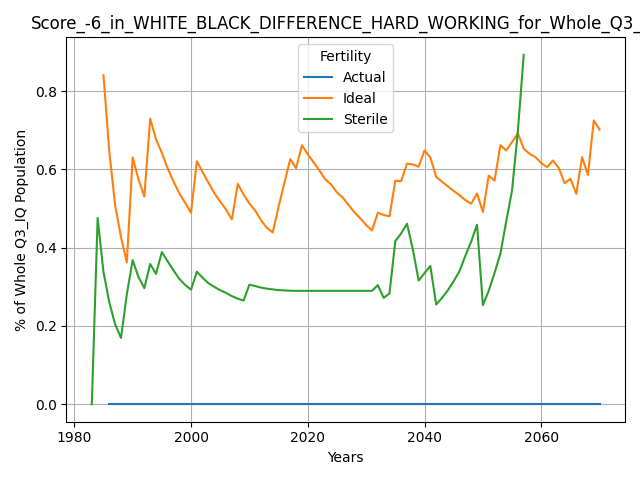 Score_-6_in_WHITE_BLACK_DIFFERENCE_HARD_WORKING_for_Whole_Q3_
Fertility
Actual
Ideal
Sterile
% of Whole Q3_IQ Population
0.8
0.6
0.4
0.2
0.0
1980 2000 2020 2040 2060
Years